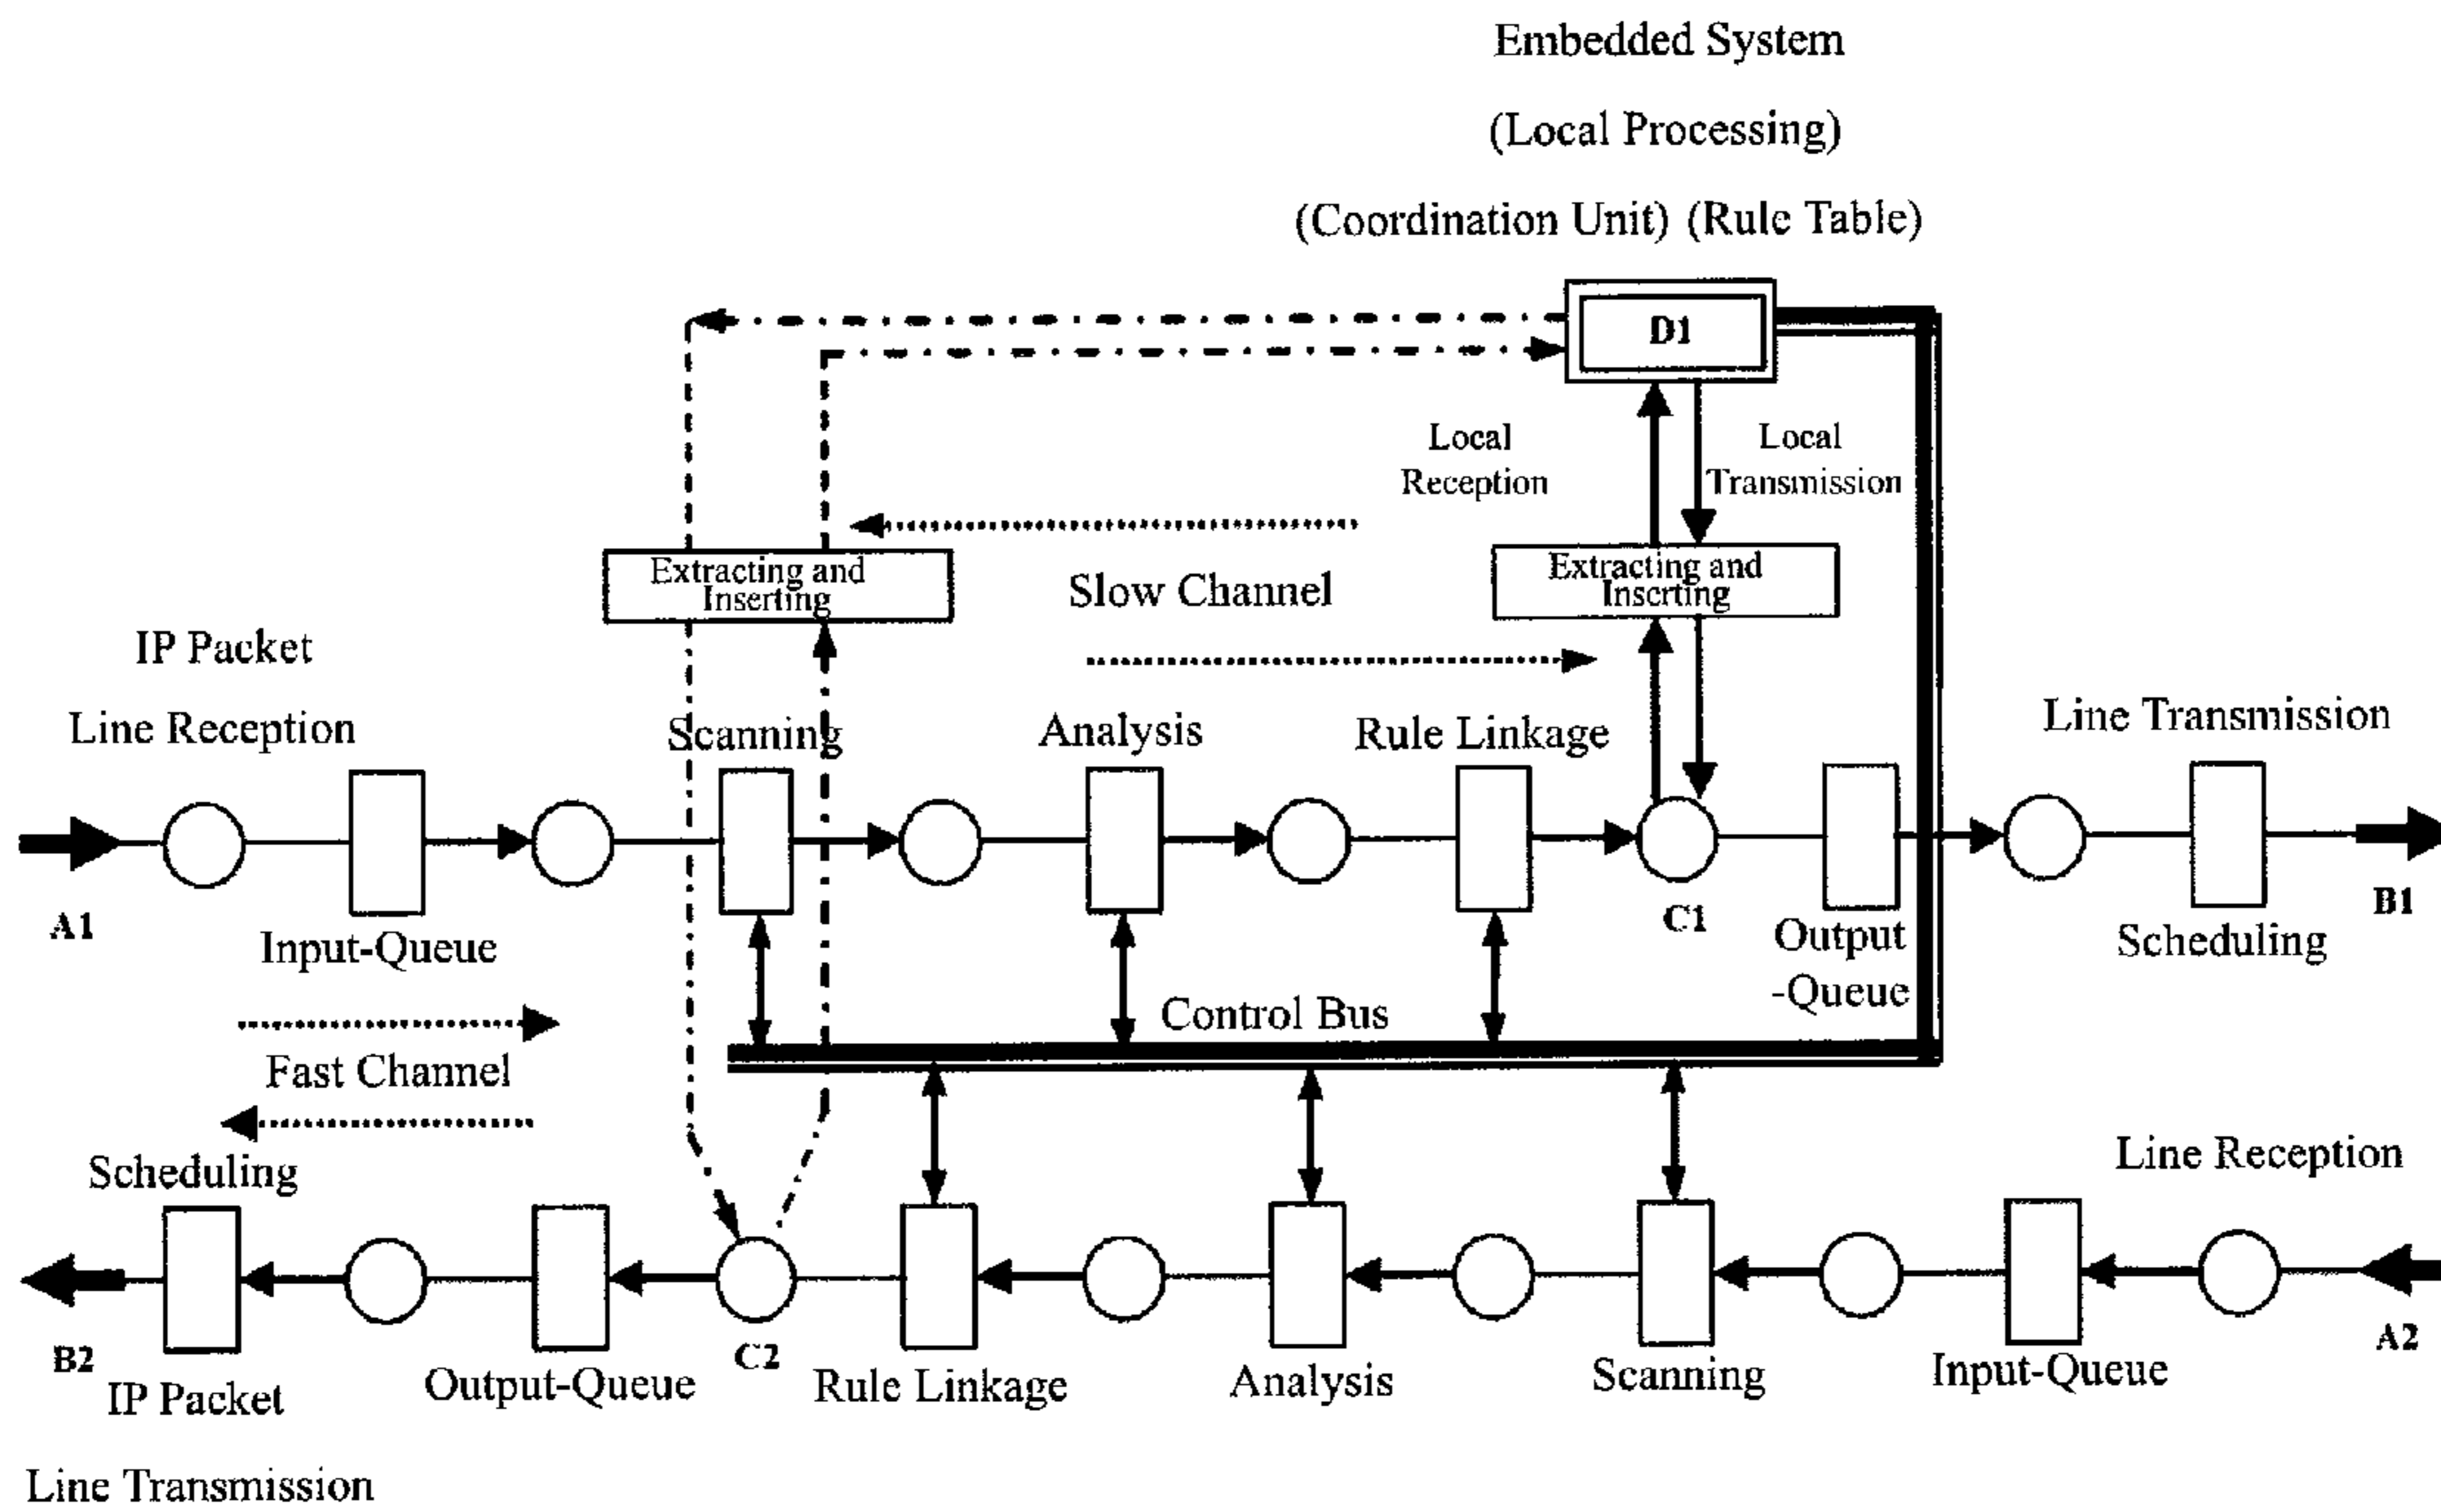 Embedded System
(Local Processing)
(Coordination Unit) (Rule Table)
D1
Local
Reception
Local
Transmission
Extracting and
Inserting
Slow Channel
Extracting and
Inserting
IP Packet
Line Reception
Scanning
Analysis
Rule Linkage
Line Transmission
A1
Input-Queue
C1
Output
-Queue
Scheduling
B1
Control Bus
Fast Channel
Scheduling
Line Reception
B2
IP Packet
Line Transmission
Output-Queue
C2
Rule Linkage
Analysis
Scanning
Input-Queue
A2